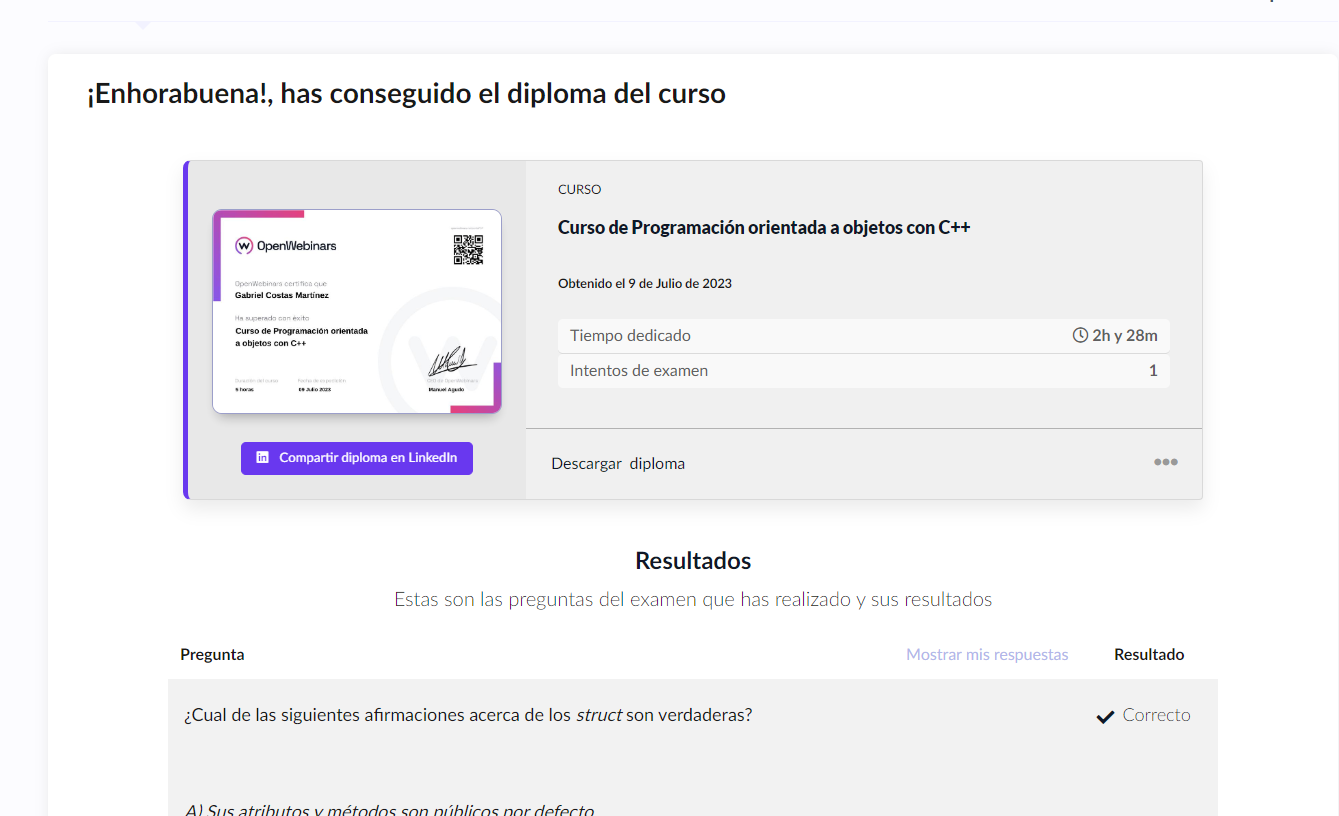 ¡Enhorabuena!, has conseguido el diploma del curso
OpenWebinars
OpenWebinars certifica que
Gabriel Costas Martínez
Ha superado con éxito
Curso de Programación orientada
a objetos con C++
Duración del curso
Fecha de expedición
CEO de OpenWebinars
09 Julio 2023
Manuel Agudo
Compartir diploma en LinkedIn
CURSO
Curso de Programación orientada a objetos con C++
Obtenido el 9 de Julio de 2023
Tiempo dedicado 2h y 28m
Intentos de examen 1
Descargar diploma
Resultados
Estas son las preguntas del examen que has realizado y sus resultados
Pregunta Mostrar mis respuestas Resultado
¿Cual de las siguientes afirmaciones acerca de los struct son verdaderas? Correcto
A) Sus atributos y métodos son públicos por defecto